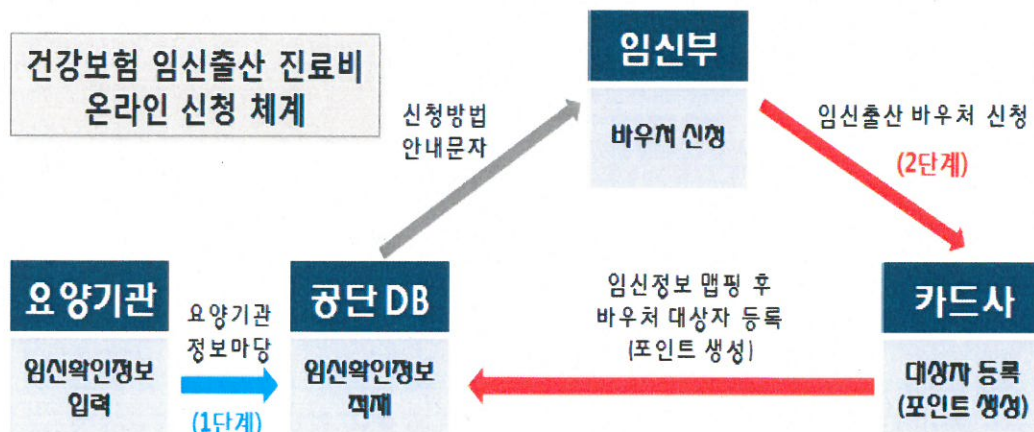 건강보험 임신출산 진료비
온라인 신청 체계
임신부
바우처 신청
신청방법
안내문자
임신출산 바우처 신청
(2단계)
요양기관
임신확인정보
입력
요양기관
정보마당
(1단계)
공단 DB
임신확인정보
적재
임신정보 맵핑 후
바우처 대상자 등록
(포인트 생성)
카드사
대상자 등록
(포인트 생성)